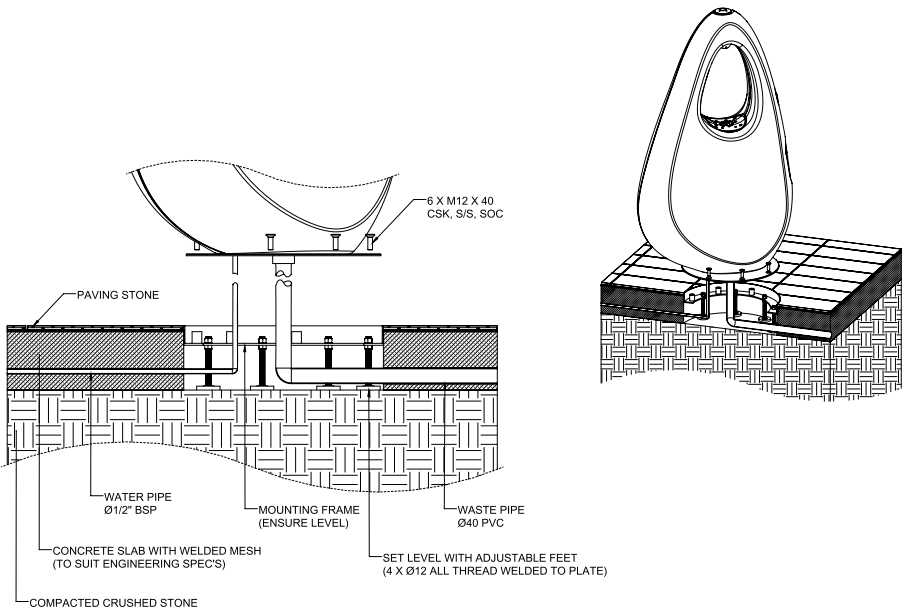 6 X M12 X 40
CSK, S/S, SOC
PAVING STONE
WATER PIPE
Ø1/2" BSP
MOUNTING FRAME
(ENSURE LEVEL)
WASTE PIPE
Ø40 PVC
CONCRETE SLAB WITH WELDED MESH
(TO SUIT ENGINEERING SPEC'S)
SET LEVEL WITH ADJUSTABLE FEET
(4 X Ø12 ALL THREAD WELDED TO PLATE)
COMPACTED CRUSHED STONE